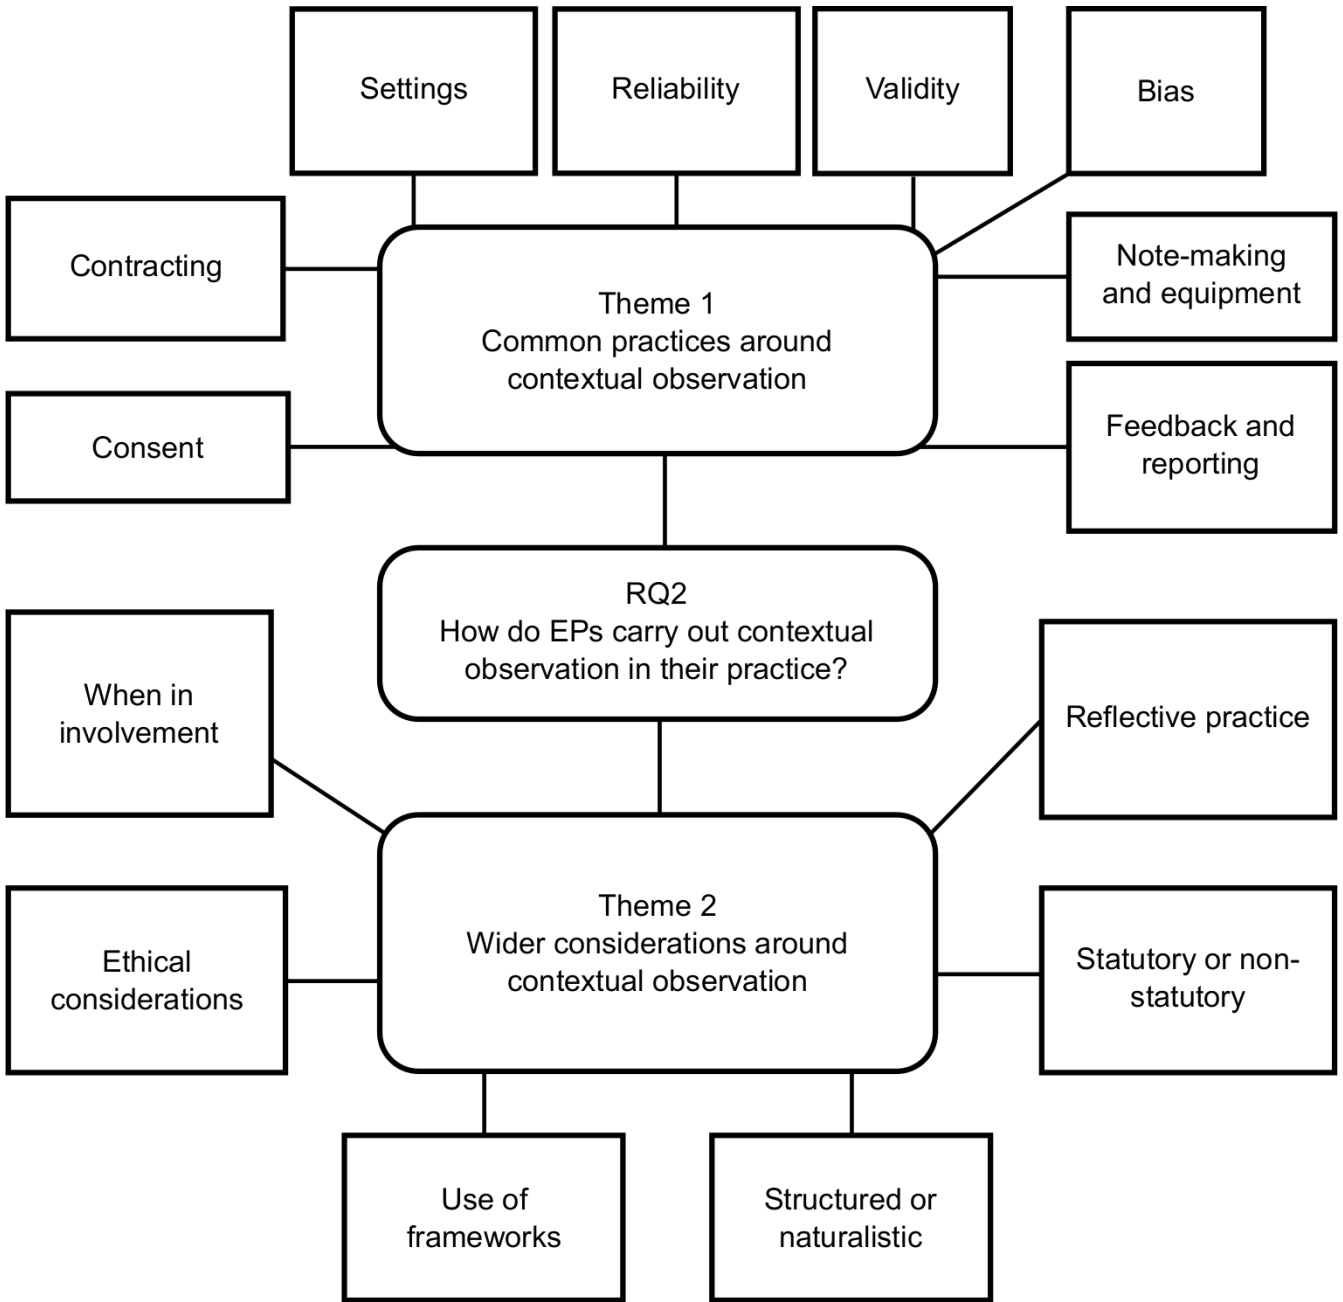 Settings
Reliability
Validity
Bias
Contracting
Note-making
and equipment
Theme 1
Common practices around
contextual observation
Consent
Feedback and
reporting
RQ2
How do EPs carry out contextual
observation in their practice?
When in
involvement
Reflective practice
Theme 2
Wider considerations around
contextual observation
Ethical
considerations
Statutory or non-
statutory
Use of
frameworks
Structured or
naturalistic